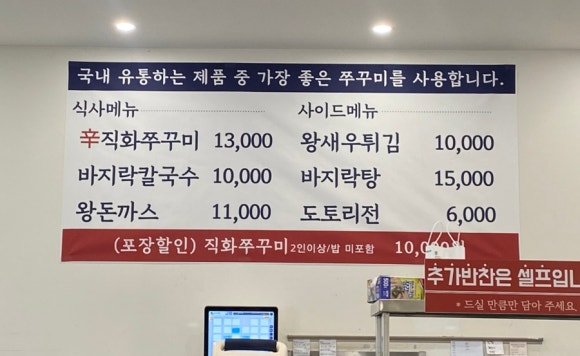 국내 유통하는 제품 중 가장 좋은 쭈꾸미를 사용합니다.
식사메뉴
辛직화쭈꾸미 13,000
바지락칼국수 10,000
왕돈까스 11,000
사이드메뉴
왕새우튀김 10,000
바지락탕 15,000
도토리전 6,000
(포장할인) 직화쭈꾸미 2인이상/밥 미포함 10,000원
추가반찬은 셀프입니
* 드실 만큼만 담아 주세요.